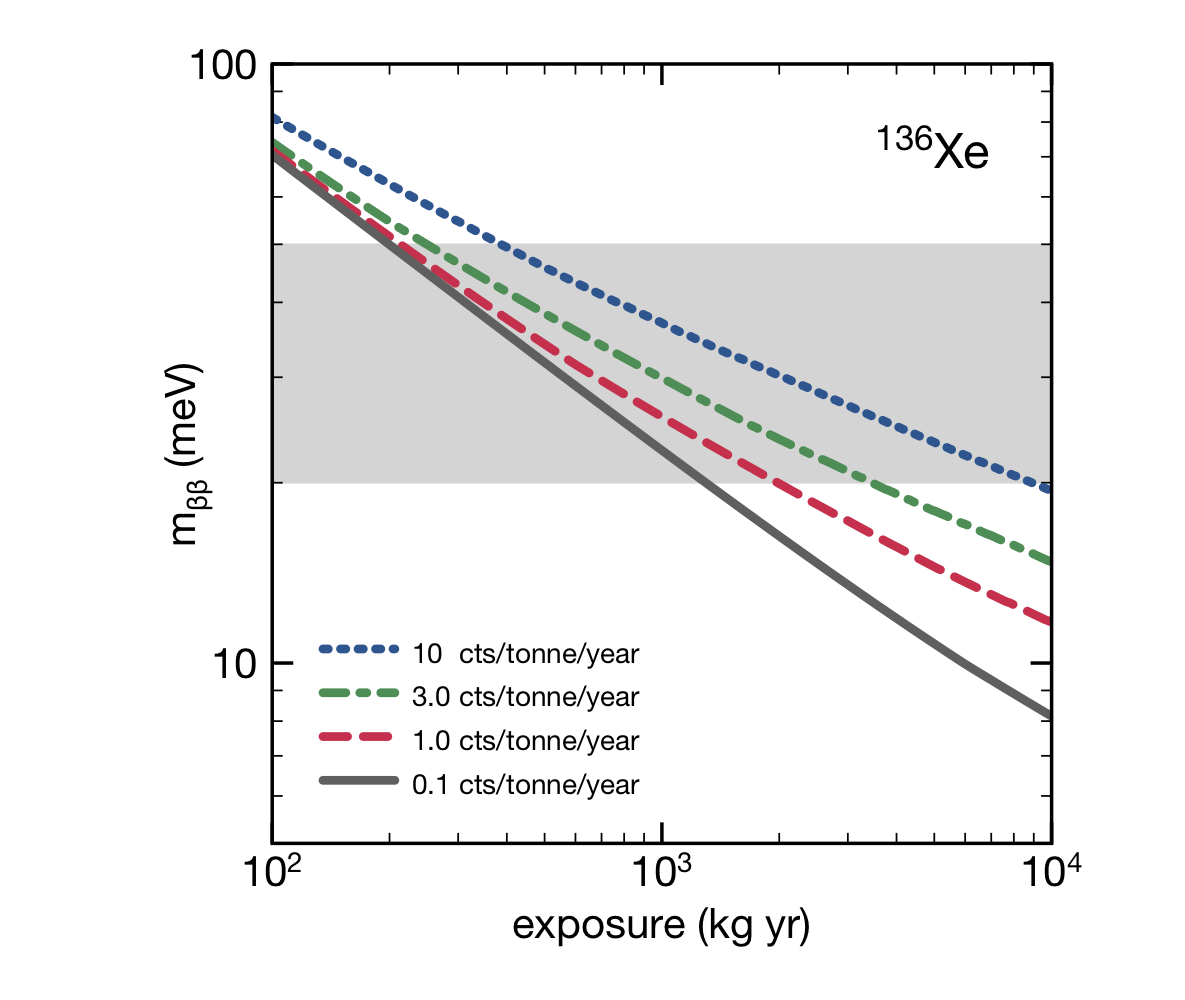 100
¹³⁶Xe
mββ (meV)
10
10 cts/tonne/year
3.0 cts/tonne/year
1.0 cts/tonne/year
0.1 cts/tonne/year
10² 10³ 10⁴
exposure (kg yr)